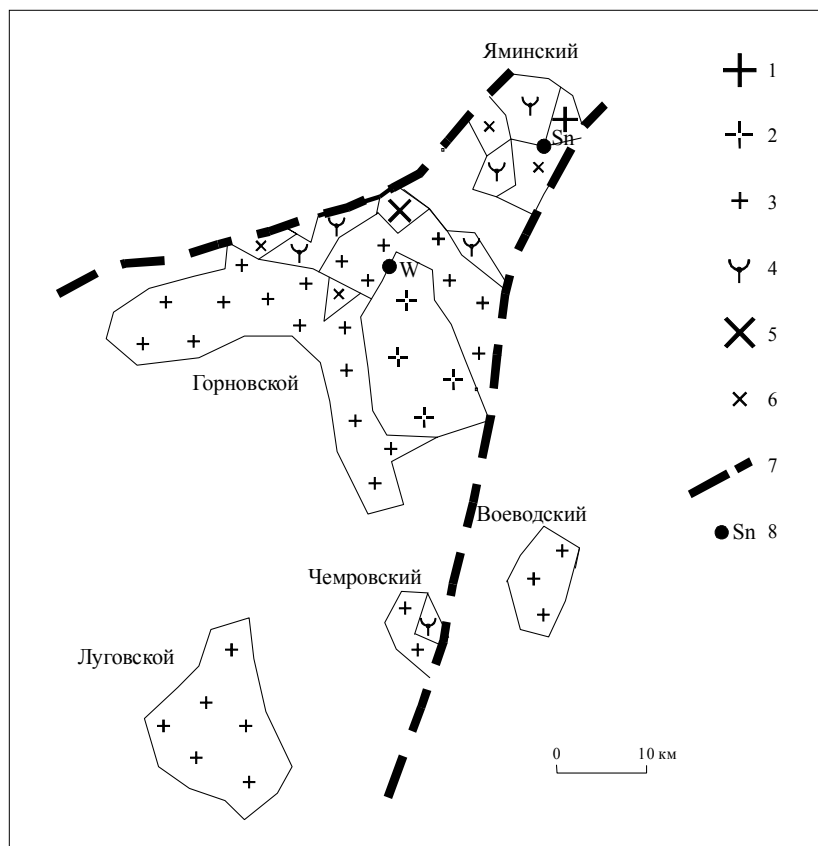 Яминский
1
Sn
2
3
W
4
5
Горновской
6
7
Воеводский
Sn 8
Чемровский
Луговской
0 10 км